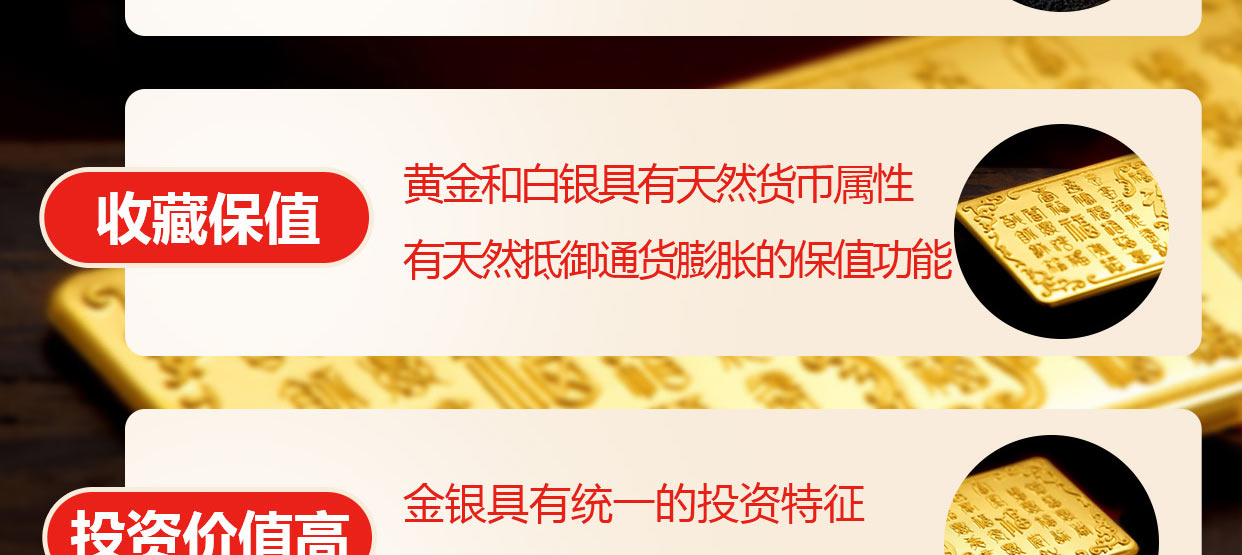 收藏保值
黄金和白银具有天然货币属性
有天然抵御通货膨胀的保值功能
投资价值高
金银具有统一的投资特征